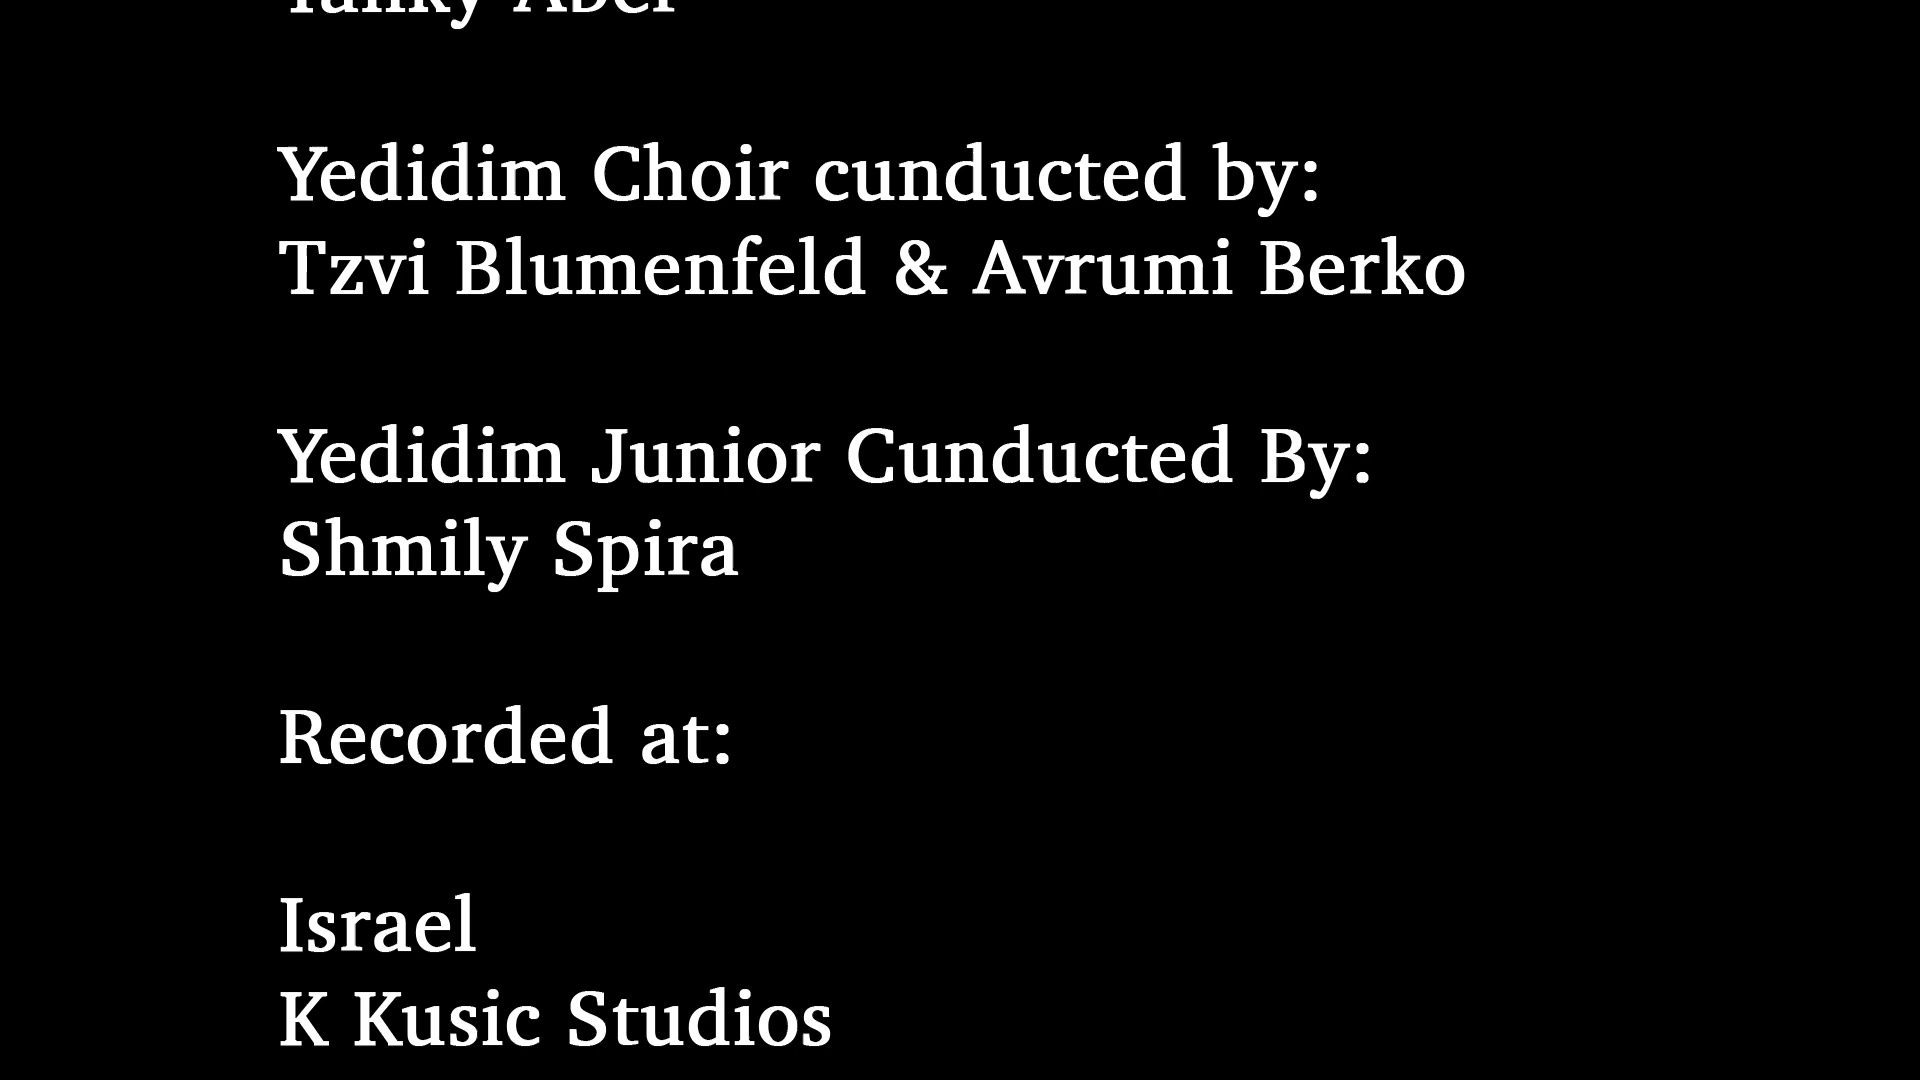 Yedidim Choir cunducted by:
Tzvi Blumenfeld & Avrumi Berko
Yedidim Junior Cunducted By:
Shmily Spira
Recorded at:
Israel
K Kusic Studios